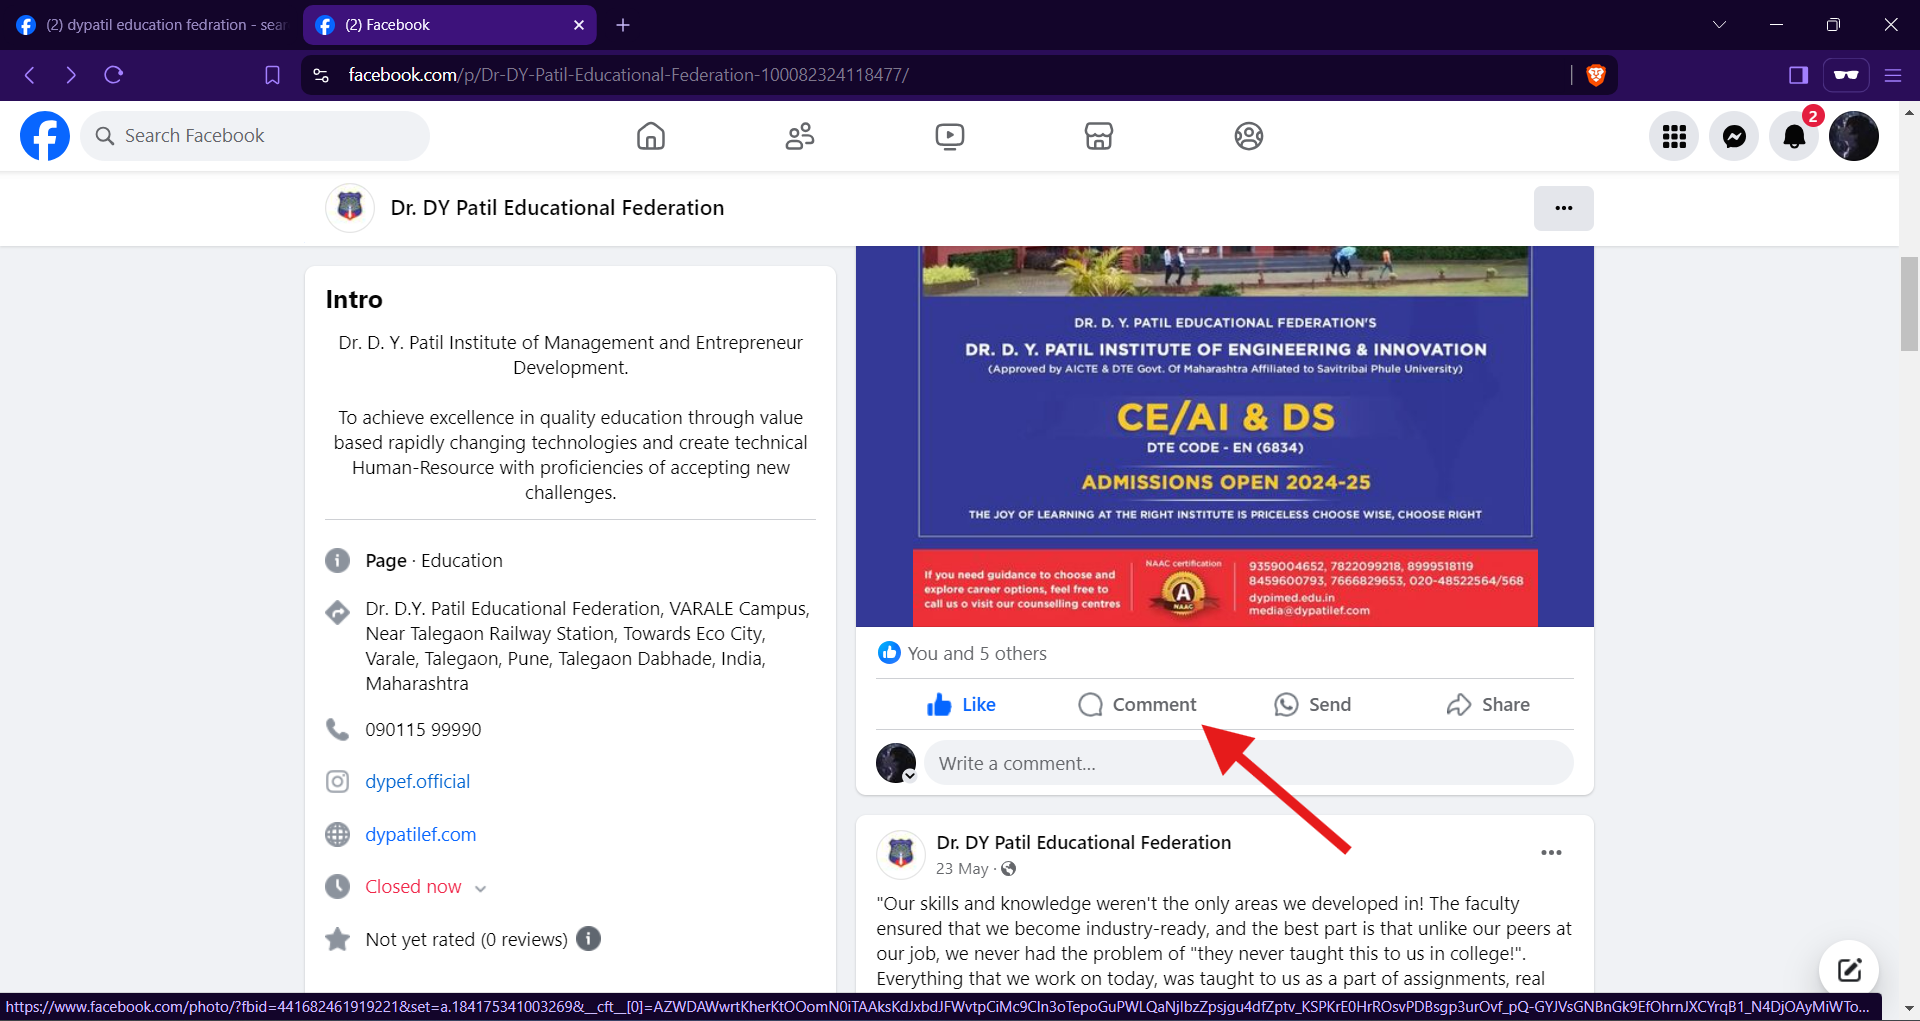 (2) dypatil education fedration - sear
(2) Facebook
facebook.com/p/Dr-DY-Patil-Educational-Federation-100082324118477/
Search Facebook
2
Dr. DY Patil Educational Federation
Intro
Dr. D. Y. Patil Institute of Management and Entrepreneur
Development.
To achieve excellence in quality education through value
based rapidly changing technologies and create technical
Human-Resource with proficiencies of accepting new
challenges.
Page · Education
Dr. D.Y. Patil Educational Federation, VARALE Campus,
Near Talegaon Railway Station, Towards Eco City,
Varale, Talegaon, Pune, Talegaon Dabhade, India,
Maharashtra
090115 99990
dypef.official
dypatilef.com
Closed now
Not yet rated (0 reviews)
DR. D. Y. PATIL EDUCATIONAL FEDERATION'S
DR. D. Y. PATIL INSTITUTE OF ENGINEERING & INNOVATION
(Approved by AICTE & DTE Govt. Of Maharashtra Affiliated to Savitribai Phule University)
CE/AI & DS
DTE CODE - EN (6834)
ADMISSIONS OPEN 2024-25
THE JOY OF LEARNING AT THE RIGHT INSTITUTE IS PRICELESS CHOOSE WISE, CHOOSE RIGHT
If you need guidance to choose and
explore career options, feel free to
call us o visit our counselling centres
NAAC certification
A
NAAC
9359004652, 7822099218, 8999518119
8459600793, 7666829653, 020-48522564/568
dypimed.edu.in
media@dypatilef.com
You and 5 others
Like
Comment
Send
Share
Write a comment...
Dr. DY Patil Educational Federation
23 May ·
"Our skills and knowledge weren't the only areas we developed in! The faculty
ensured that we become industry-ready, and the best part is that unlike our peers at
our job, we never had the problem of "they never taught this to us in college!".
Everything that we work on today, was taught to us as a part of assignments, real